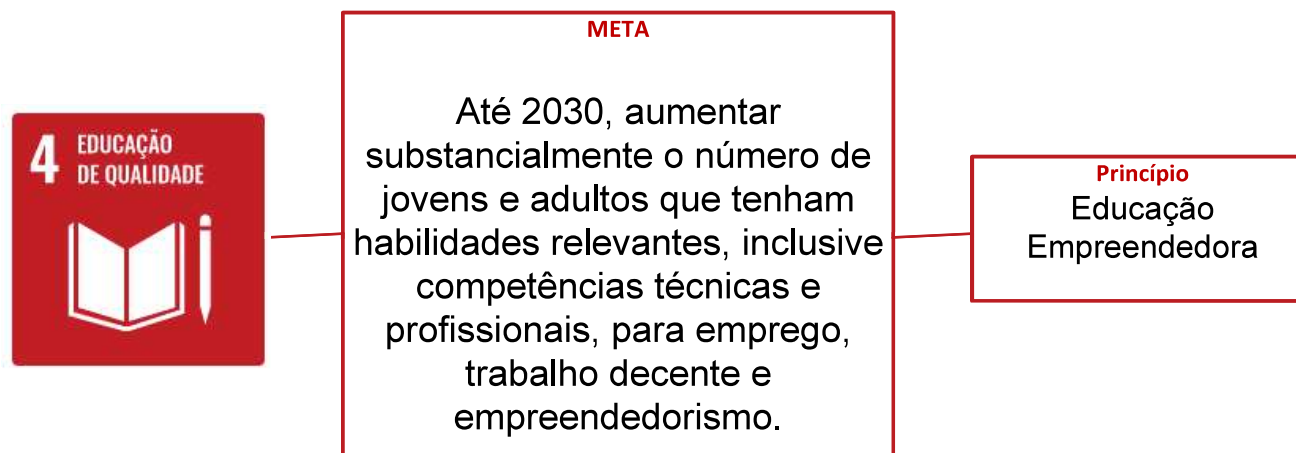 4 EDUCAÇÃO
DE QUALIDADE
META
Até 2030, aumentar
substancialmente o número de
jovens e adultos que tenham
habilidades relevantes, inclusive
competências técnicas e
profissionais, para emprego,
trabalho decente e
empreendedorismo.
Princípio
Educação
Empreendedora